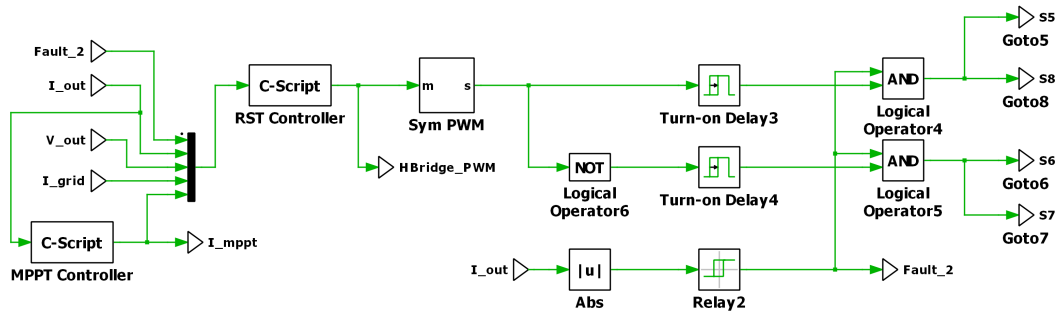 Fault_2
I_out
V_out
I_grid
C-Script
MPPT Controller
I_mppt
C-Script
RST Controller
HBridge_PWM
m
s
Sym PWM
NOT
Logical
Operator6
Turn-on Delay3
Turn-on Delay4
I_out
|u|
Abs
Relay2
Fault_2
AND
Logical
Operator4
AND
Logical
Operator5
S5
Goto5
S8
Goto8
S6
Goto6
S7
Goto7